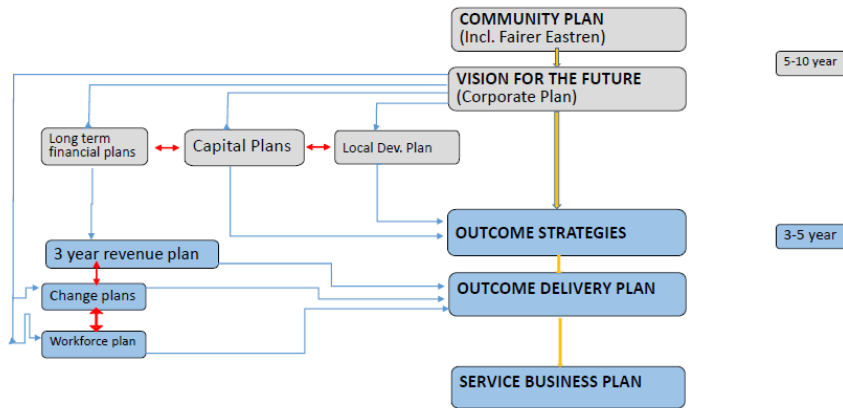 COMMUNITY PLAN
(Incl. Fairer Eastren)
5-10 year
VISION FOR THE FUTURE
(Corporate Plan)
Long term
financial plans
Capital Plans
Local Dev. Plan
OUTCOME STRATEGIES
3-5 year
3 year revenue plan
OUTCOME DELIVERY PLAN
Change plans
Workforce plan
SERVICE BUSINESS PLAN